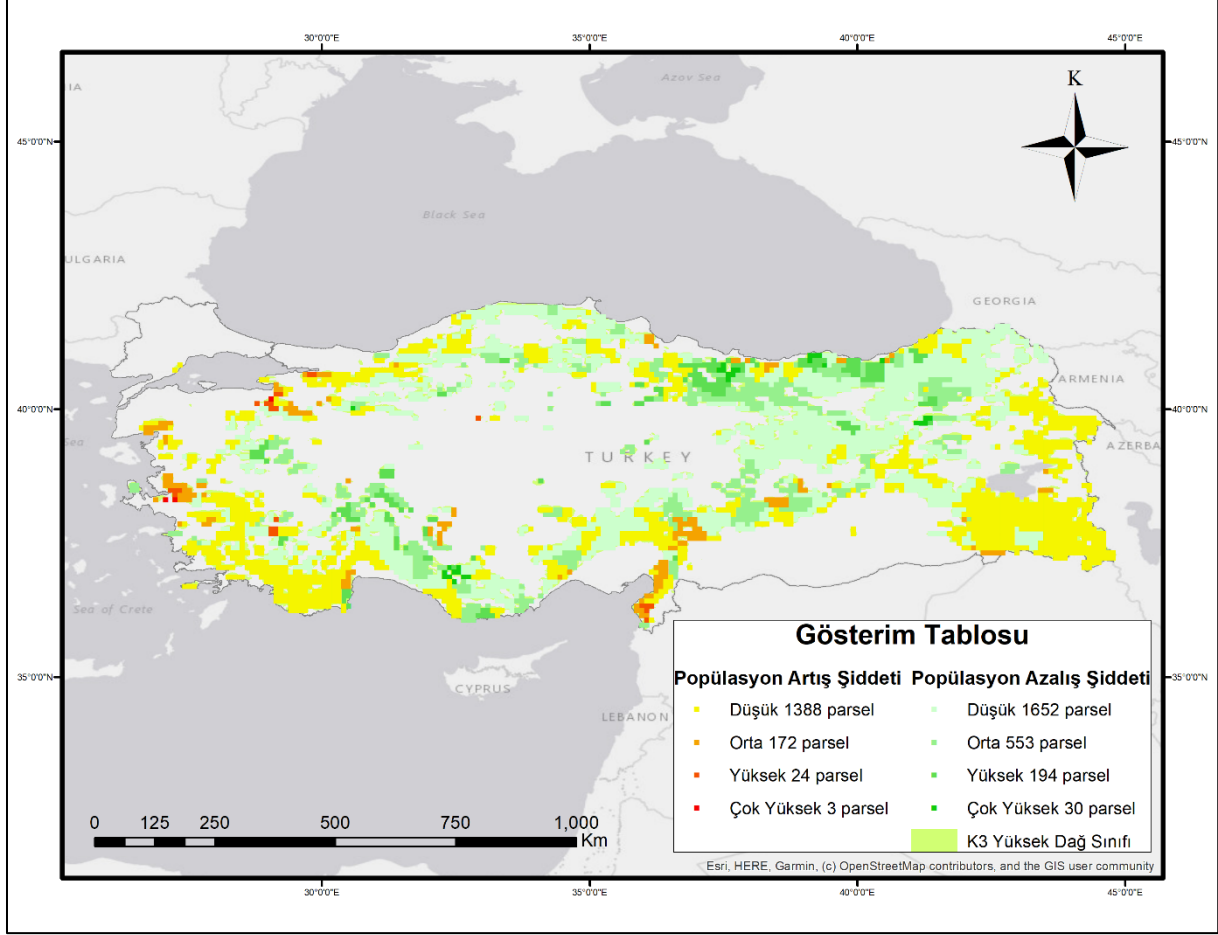 30°0'0"E 35°0'0"E 40°0'0"E 45°0'0"E
Azov Sea
IA
K
45°0'0"N 45°0'0"N
Black Sea
ULGARIA
GEORGIA
ARMENIA
40°0'0"N 40°0'0"N
Sea
AZERBA
TURKEY
Sea of Crete
Gösterim Tablosu
Popülasyon Artış Şiddeti Popülasyon Azalış Şiddeti
35°0'0"N 35°0'0"N
CYPRUS
Düşük 1388 parsel Düşük 1652 parsel
LEBANON
Orta 172 parsel Orta 553 parsel
Yüksek 24 parsel Yüksek 194 parsel
Çok Yüksek 3 parsel Çok Yüksek 30 parsel
0 125 250 500 750 1,000
Km
K3 Yüksek Dağ Sınıfı
Esri, HERE, Garmin, (c) OpenStreetMap contributors, and the GIS user community
30°0'0"E 35°0'0"E 40°0'0"E 45°0'0"E